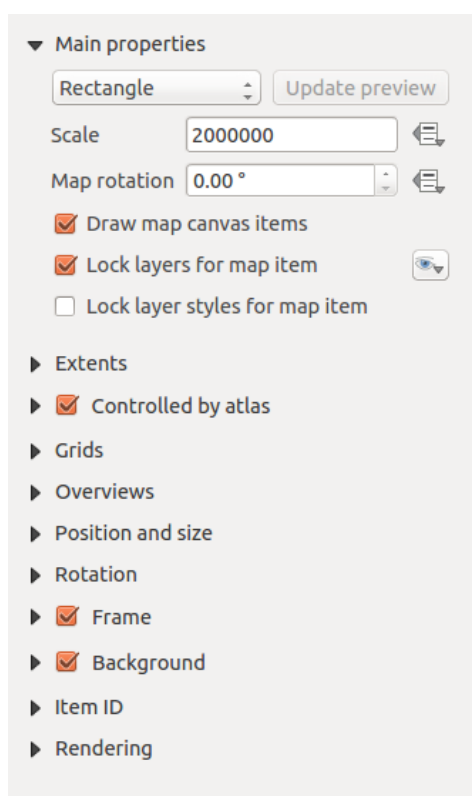 Main properties
Rectangle Update preview
Scale 2000000
Map rotation 0.00 °
Draw map canvas items
Lock layers for map item
Lock layer styles for map item
Extents
Controlled by atlas
Grids
Overviews
Position and size
Rotation
Frame
Background
Item ID
Rendering